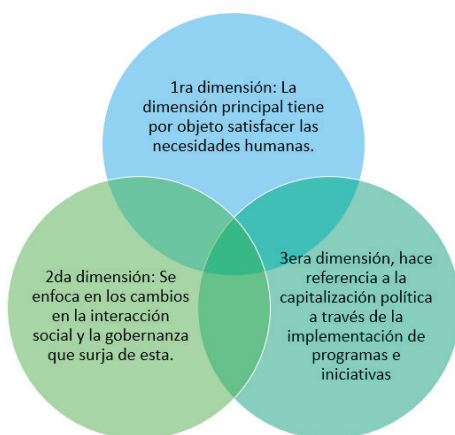 1ra dimensión: La
dimensión principal tiene
por objeto satisfacer las
necesidades humanas.
2da dimensión: Se
enfoca en los cambios
en la interacción
social y la gobernanza
que surja de esta.
3era dimensión, hace
referencia a la
capitalización política
a través de la
implementación de
programas e
iniciativas